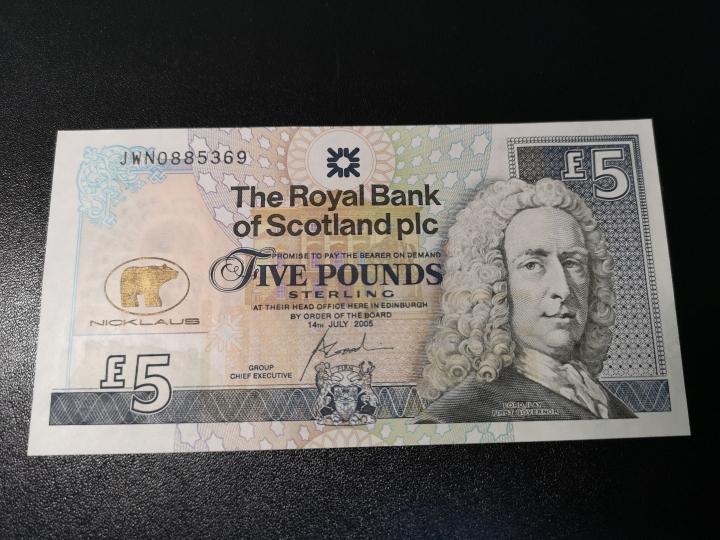 JWN0885369
£5
The Royal Bank
of Scotland plc
PROMISE TO PAY THE BEARER ON DEMAND
FIVE POUNDS
STERLING
AT THEIR HEAD OFFICE HERE IN EDINBURGH
BY ORDER OF THE BOARD
14TH JULY 2005
NICKLAUS
GROUP
CHIEF EXECUTIVE
£5
LORD ILAY
FIRST GOVERNOR